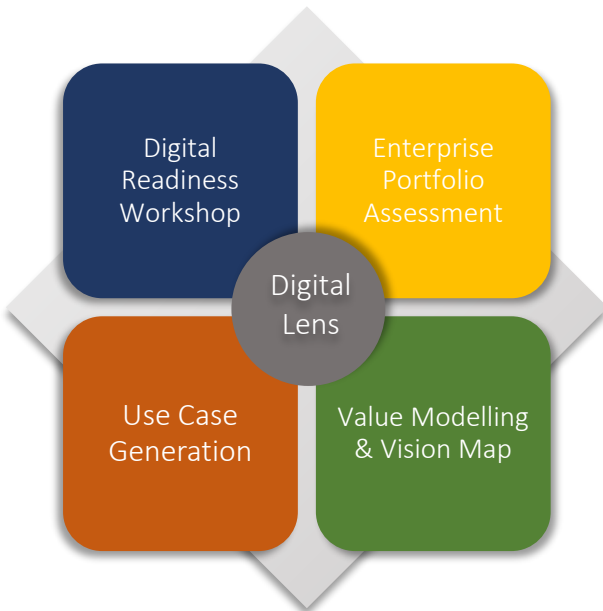 Digital
Readiness
Workshop
Enterprise
Portfolio
Assessment
Digital
Lens
Use Case
Generation
Value Modelling
& Vision Map